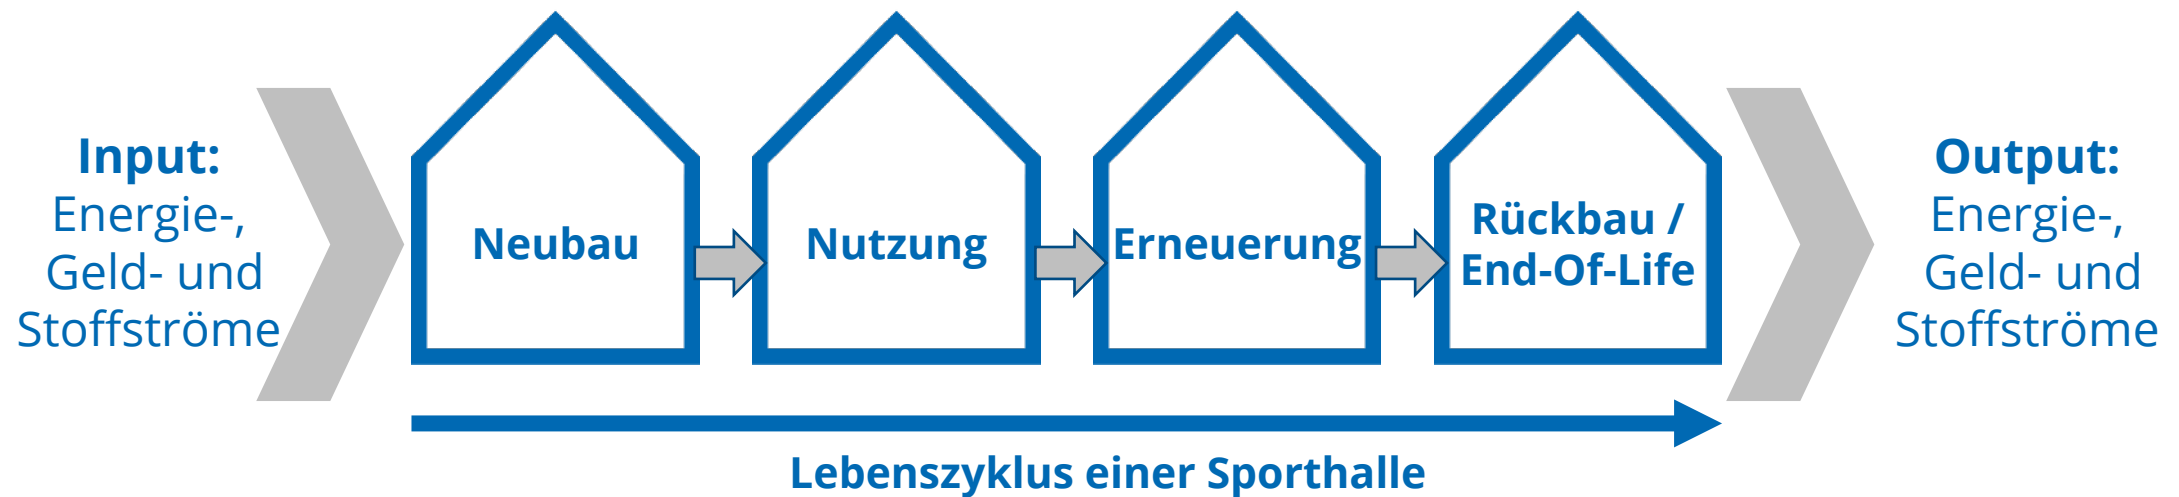 Input:
Energie-,
Geld- und
Stoffströme
Neubau
Nutzung
Erneuerung
Rückbau /
End-Of-Life
Output:
Energie-,
Geld- und
Stoffströme
Lebenszyklus einer Sporthalle